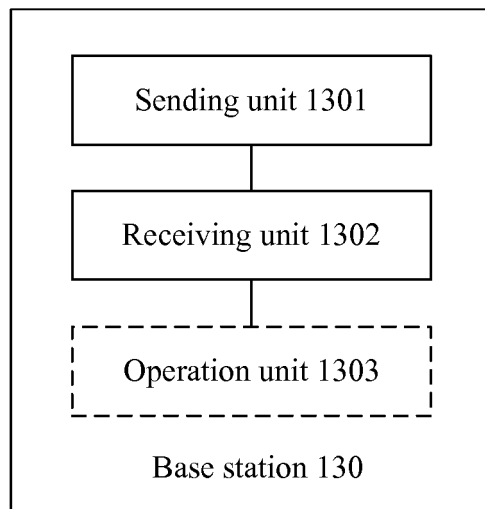 Sending unit 1301
Receiving unit 1302
Operation unit 1303
Base station 130